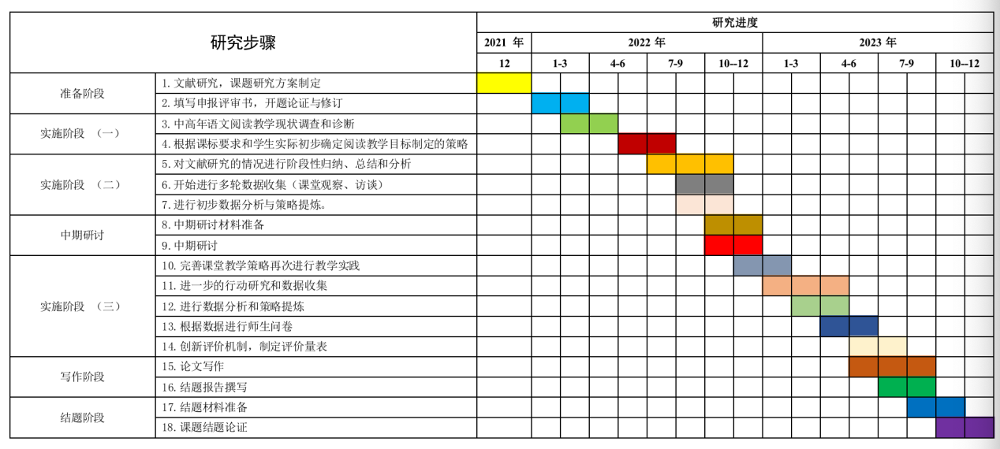 研究步骤
研究进度
2021 年
2022 年
2023 年
12
1-3
4-6
7-9
10--12
1-3
4-6
7-9
10--12
准备阶段
1. 文献研究，课题研究方案制定
2. 填写申报评审书，开题论证与修订
实施阶段 （一）
3. 中高年语文阅读教学现状调查和诊断
4. 根据课标要求和学生实际初步确定阅读教学目标制定的策略
实施阶段 （二）
5. 对文献研究的情况进行阶段性归纳、总结和分析
6. 开始进行多轮数据收集（课堂观察、访谈）
7. 进行初步数据分析与策略提炼。
中期研讨
8. 中期研讨材料准备
9. 中期研讨
实施阶段 （三）
10. 完善课堂教学策略再次进行教学实践
11. 进一步的行动研究和数据收集
12. 进行数据分析和策略提炼
13. 根据数据进行师生问卷
14. 创新评价机制，制定评价量表
写作阶段
15. 论文写作
16. 结题报告撰写
结题阶段
17. 结题材料准备
18. 课题结题论证